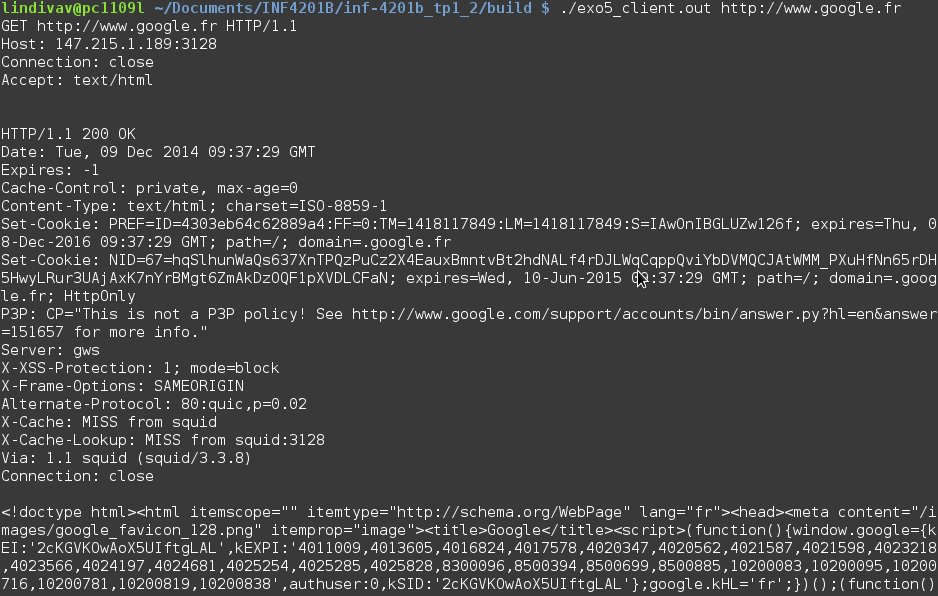 lindivav@pc1109l ~/Documents/INF4201B/inf-4201b_tp1_2/build $ ./exo5_client.out http://www.google.fr
GET http://www.google.fr HTTP/1.1
Host: 147.215.1.189:3128
Connection: close
Accept: text/html
HTTP/1.1 200 OK
Date: Tue, 09 Dec 2014 09:37:29 GMT
Expires: -1
Cache-Control: private, max-age=0
Content-Type: text/html; charset=ISO-8859-1
Set-Cookie: PREF=ID=4303eb64c62889a4:FF=0:TM=1418117849:LM=1418117849:S=IAwOnIBGLUZw126f; expires=Thu, 0
8-Dec-2016 09:37:29 GMT; path=/; domain=.google.fr
Set-Cookie: NID=67=hqSlhunWaQs637XnTPQzPuCz2X4EauxBmntvBt2hdNALf4rDJLWqCqppQviYbDVMQCJAtWMM_PXuHfNn65rDH
5HwyLRur3UAjAxK7nYrBMgt6ZmAkDzOQF1pXVDLCFaN; expires=Wed, 10-Jun-2015 09:37:29 GMT; path=/; domain=.goog
le.fr; HttpOnly
P3P: CP="This is not a P3P policy! See http://www.google.com/support/accounts/bin/answer.py?hl=en&answer
=151657 for more info."
Server: gws
X-XSS-Protection: 1; mode=block
X-Frame-Options: SAMEORIGIN
Alternate-Protocol: 80:quic,p=0.02
X-Cache: MISS from squid
X-Cache-Lookup: MISS from squid:3128
Via: 1.1 squid (squid/3.3.8)
Connection: close
<!doctype html><html itemscope="" itemtype="http://schema.org/WebPage" lang="fr"><head><meta content="/i
mages/google_favicon_128.png" itemprop="image"><title>Google</title><script>(function(){window.google={k
EI:'2cKGVKOwAoX5UIftgLAL',kEXPI:'4011009,4013605,4016824,4017578,4020347,4020562,4021587,4021598,4023218
,4023566,4024197,4024681,4025254,4025285,4025828,8300096,8500394,8500699,8500885,10200083,10200095,10200
716,10200781,10200819,10200838',authuser:0,kSID:'2cKGVKOwAoX5UIftgLAL'};google.kHL='fr';})();(function()